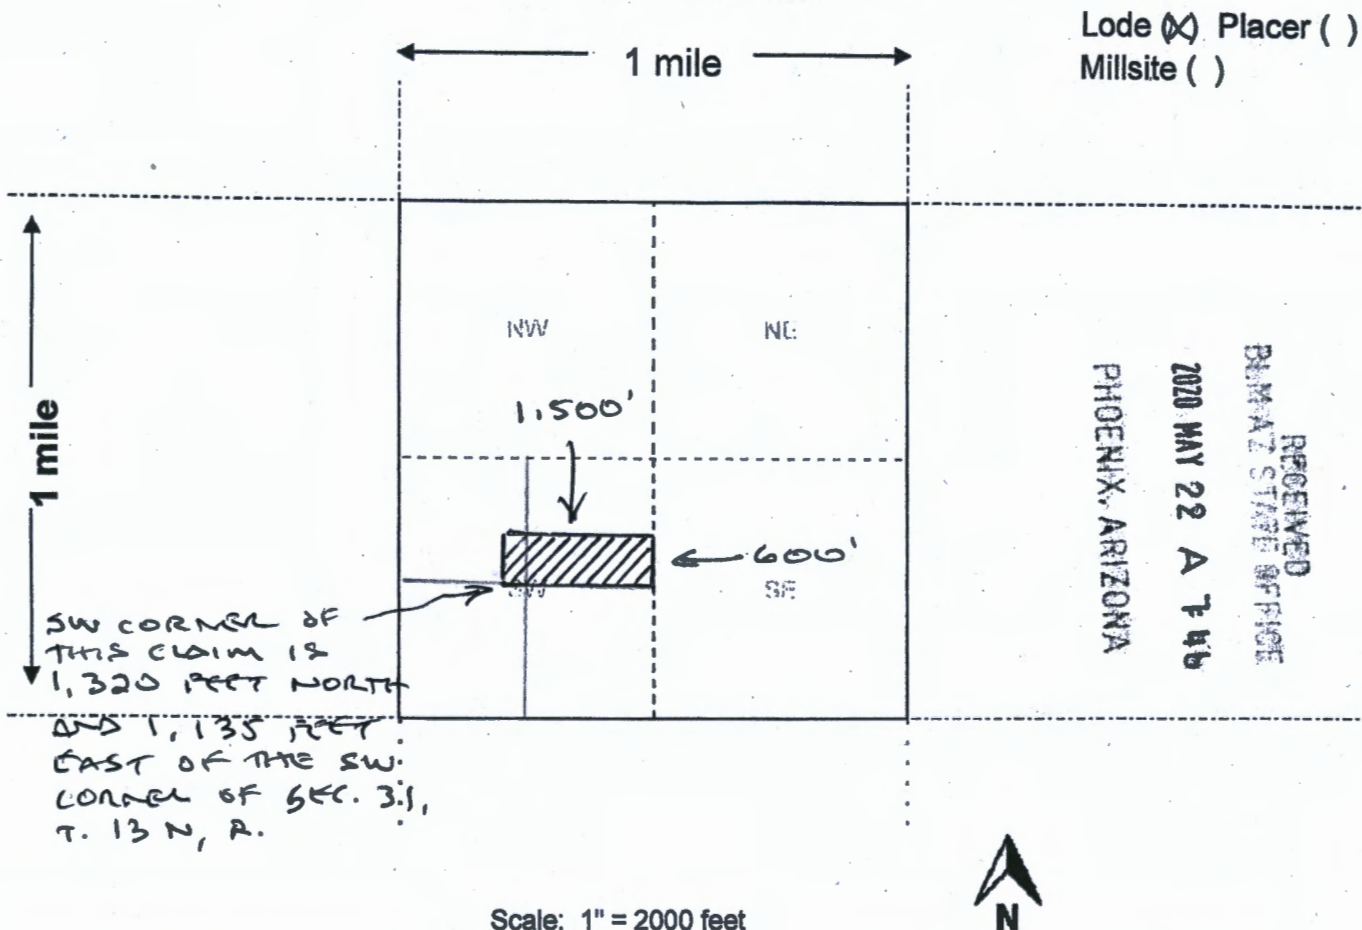 Lode (X) Placer ( )
Millsite ( )
1 mile
1 mile
NW
NE
1,500'
600'
SW
SE
SW CORNER OF
THIS CLAIM IS
1,320 FEET NORTH
AND 1,135 FEET
EAST OF THE SW
CORNER OF SEC. 31,
T. 13 N, R.
RECEIVED
BLM AZ STATE OFFICE
2020 MAY 22 A 7:46
PHOENIX, ARIZONA
Scale: 1" = 2000 feet
N